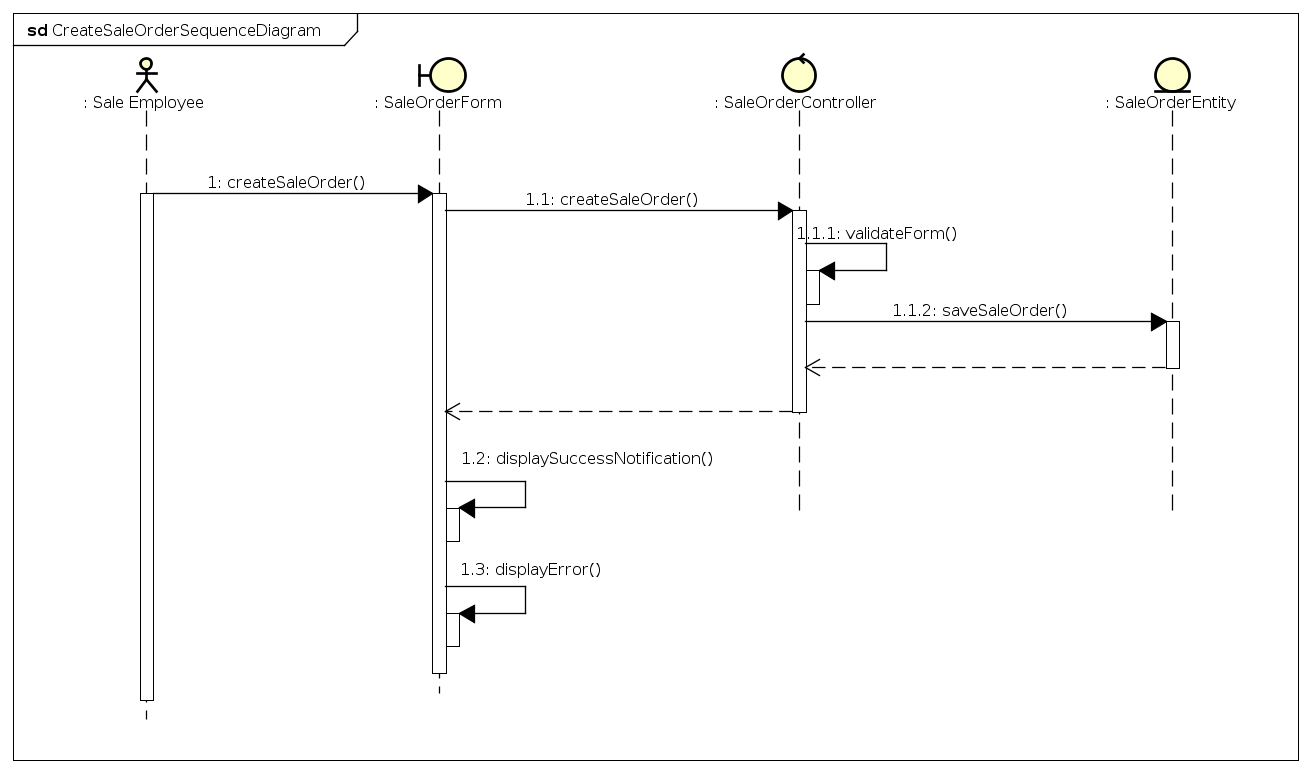 sd CreateSaleOrderSequenceDiagram
: Sale Employee
: SaleOrderForm
: SaleOrderController
: SaleOrderEntity
1: createSaleOrder()
1.1: createSaleOrder()
1.1.1: validateForm()
1.1.2: saveSaleOrder()
1.2: displaySuccessNotification()
1.3: displayError()